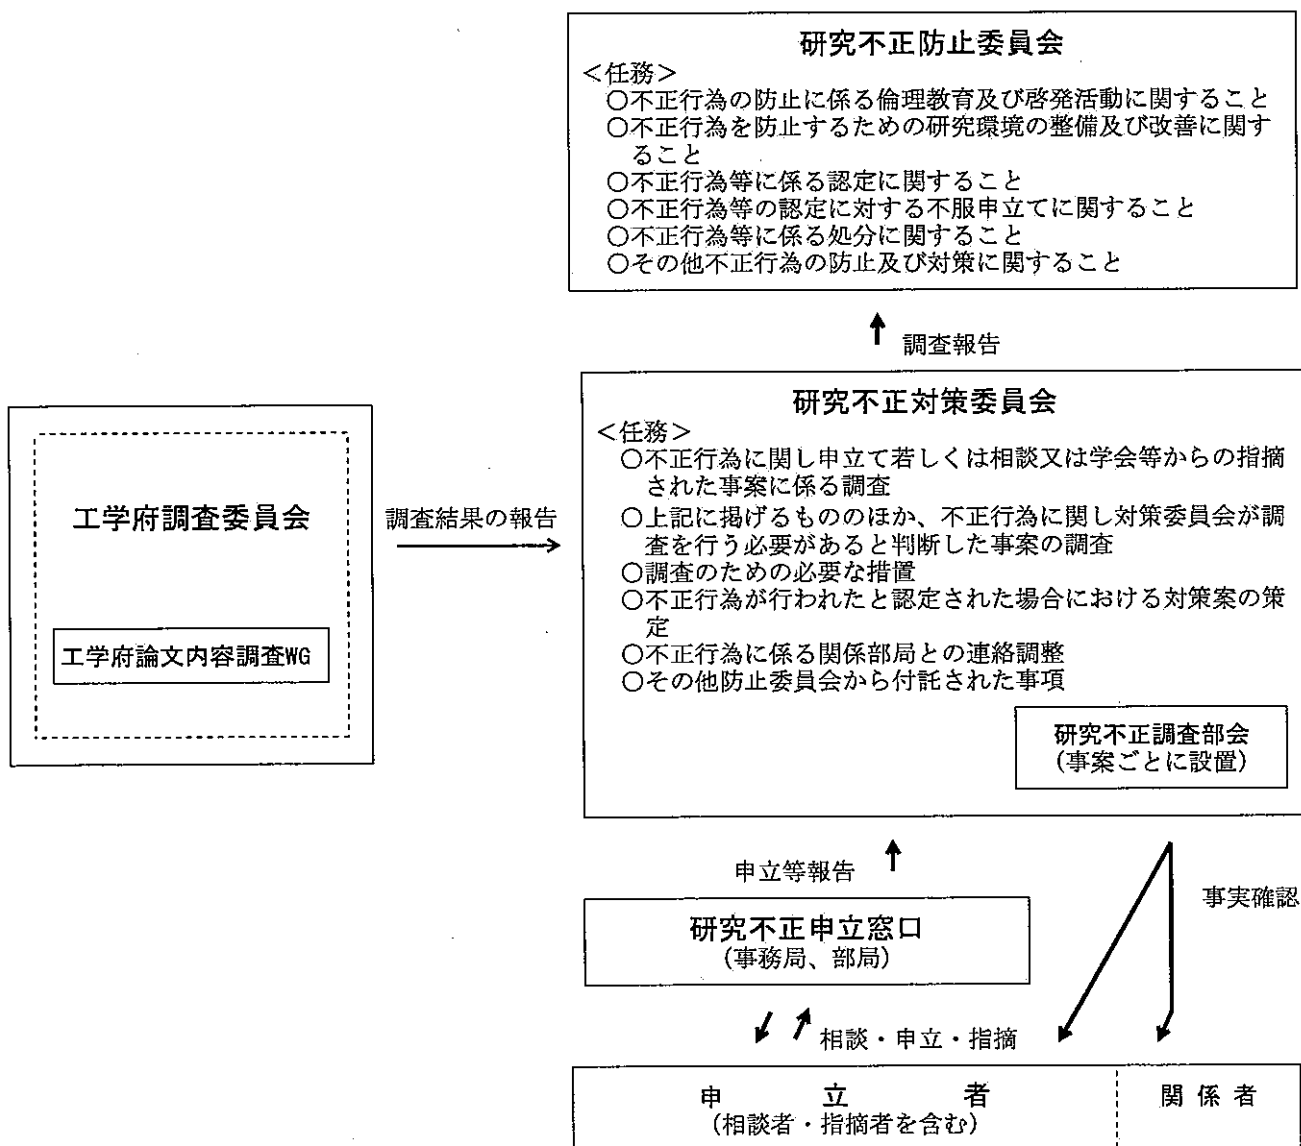 研究不正防止委員会
＜任務＞
○不正行為の防止に係る倫理教育及び啓発活動に関すること
○不正行為を防止するための研究環境の整備及び改善に関す
ること
○不正行為等に係る認定に関すること
○不正行為等の認定に対する不服申立てに関すること
○不正行為等に係る処分に関すること
○その他不正行為の防止及び対策に関すること
調査報告
工学府調査委員会
工学府論文内容調査WG
調査結果の報告
研究不正対策委員会
＜任務＞
○不正行為に関し申立て若しくは相談又は学会等からの指摘
された事案に係る調査
○上記に掲げるもののほか、不正行為に関し対策委員会が調
査を行う必要があると判断した事案の調査
○調査のための必要な措置
○不正行為が行われたと認定された場合における対策案の策
定
○不正行為に係る関係部局との連絡調整
○その他防止委員会から付託された事項
研究不正調査部会
(事案ごとに設置)
申立等報告
事実確認
研究不正申立窓口
(事務局、部局)
相談・申立・指摘
申立者
(相談者・指摘者を含む)
関係者